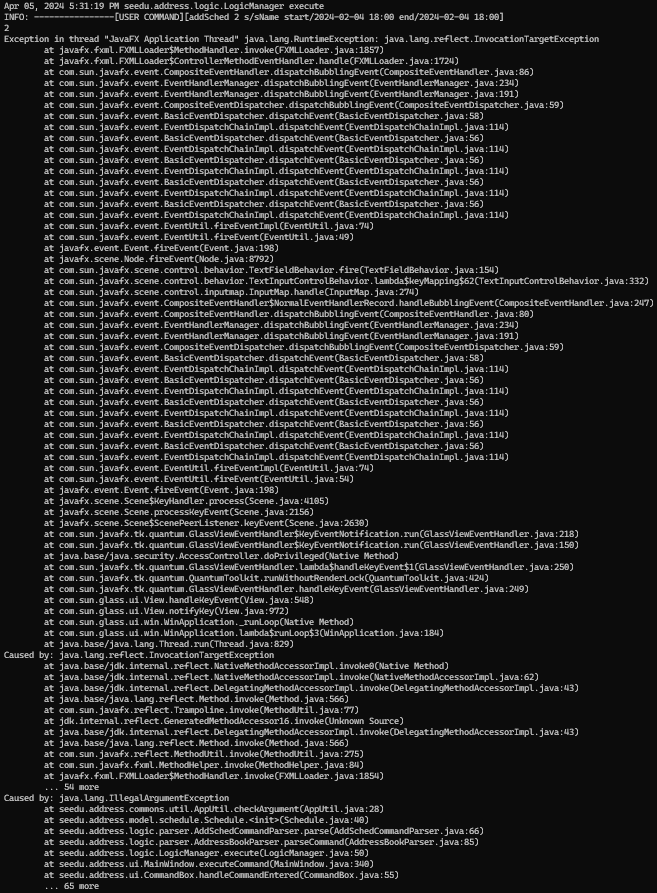 Apr 05, 2024 5:31:19 PM seedu.address.logic.LogicManager execute
INFO: ----------------[USER COMMAND][addSched 2 s/sName start/2024-02-04 18:00 end/2024-02-04 18:00]
2
Exception in thread "JavaFX Application Thread" java.lang.RuntimeException: java.lang.reflect.InvocationTargetException
at javafx.fxml.FXMLLoader$MethodHandler.invoke(FXMLLoader.java:1857)
at javafx.fxml.FXMLLoader$ControllerMethodEventHandler.handle(FXMLLoader.java:1724)
at com.sun.javafx.event.CompositeEventHandler.dispatchBubblingEvent(CompositeEventHandler.java:86)
at com.sun.javafx.event.EventHandlerManager.dispatchBubblingEvent(EventHandlerManager.java:234)
at com.sun.javafx.event.EventHandlerManager.dispatchBubblingEvent(EventHandlerManager.java:191)
at com.sun.javafx.event.CompositeEventDispatcher.dispatchBubblingEvent(CompositeEventDispatcher.java:59)
at com.sun.javafx.event.BasicEventDispatcher.dispatchEvent(BasicEventDispatcher.java:58)
at com.sun.javafx.event.EventDispatchChainImpl.dispatchEvent(EventDispatchChainImpl.java:114)
at com.sun.javafx.event.BasicEventDispatcher.dispatchEvent(BasicEventDispatcher.java:56)
at com.sun.javafx.event.EventDispatchChainImpl.dispatchEvent(EventDispatchChainImpl.java:114)
at com.sun.javafx.event.BasicEventDispatcher.dispatchEvent(BasicEventDispatcher.java:56)
at com.sun.javafx.event.EventDispatchChainImpl.dispatchEvent(EventDispatchChainImpl.java:114)
at com.sun.javafx.event.BasicEventDispatcher.dispatchEvent(BasicEventDispatcher.java:56)
at com.sun.javafx.event.EventDispatchChainImpl.dispatchEvent(EventDispatchChainImpl.java:114)
at com.sun.javafx.event.BasicEventDispatcher.dispatchEvent(BasicEventDispatcher.java:56)
at com.sun.javafx.event.EventDispatchChainImpl.dispatchEvent(EventDispatchChainImpl.java:114)
at com.sun.javafx.event.EventUtil.fireEventImpl(EventUtil.java:74)
at com.sun.javafx.event.EventUtil.fireEvent(EventUtil.java:49)
at javafx.event.Event.fireEvent(Event.java:198)
at javafx.scene.Node.fireEvent(Node.java:8792)
at com.sun.javafx.scene.control.behavior.TextFieldBehavior.fire(TextFieldBehavior.java:154)
at com.sun.javafx.scene.control.behavior.TextInputControlBehavior.lambda$keyMapping$62(TextInputControlBehavior.java:332)
at com.sun.javafx.scene.control.inputmap.InputMap.handle(InputMap.java:274)
at com.sun.javafx.event.CompositeEventHandler$NormalEventHandlerRecord.handleBubblingEvent(CompositeEventHandler.java:247)
at com.sun.javafx.event.CompositeEventHandler.dispatchBubblingEvent(CompositeEventHandler.java:80)
at com.sun.javafx.event.EventHandlerManager.dispatchBubblingEvent(EventHandlerManager.java:234)
at com.sun.javafx.event.EventHandlerManager.dispatchBubblingEvent(EventHandlerManager.java:191)
at com.sun.javafx.event.CompositeEventDispatcher.dispatchBubblingEvent(CompositeEventDispatcher.java:59)
at com.sun.javafx.event.BasicEventDispatcher.dispatchEvent(BasicEventDispatcher.java:58)
at com.sun.javafx.event.EventDispatchChainImpl.dispatchEvent(EventDispatchChainImpl.java:114)
at com.sun.javafx.event.BasicEventDispatcher.dispatchEvent(BasicEventDispatcher.java:56)
at com.sun.javafx.event.EventDispatchChainImpl.dispatchEvent(EventDispatchChainImpl.java:114)
at com.sun.javafx.event.BasicEventDispatcher.dispatchEvent(BasicEventDispatcher.java:56)
at com.sun.javafx.event.EventDispatchChainImpl.dispatchEvent(EventDispatchChainImpl.java:114)
at com.sun.javafx.event.BasicEventDispatcher.dispatchEvent(BasicEventDispatcher.java:56)
at com.sun.javafx.event.EventDispatchChainImpl.dispatchEvent(EventDispatchChainImpl.java:114)
at com.sun.javafx.event.BasicEventDispatcher.dispatchEvent(BasicEventDispatcher.java:56)
at com.sun.javafx.event.EventDispatchChainImpl.dispatchEvent(EventDispatchChainImpl.java:114)
at com.sun.javafx.event.EventUtil.fireEventImpl(EventUtil.java:74)
at com.sun.javafx.event.EventUtil.fireEvent(EventUtil.java:54)
at javafx.event.Event.fireEvent(Event.java:198)
at javafx.scene.Scene$KeyHandler.process(Scene.java:4105)
at javafx.scene.Scene.processKeyEvent(Scene.java:2156)
at javafx.scene.Scene$ScenePeerListener.keyEvent(Scene.java:2630)
at com.sun.javafx.tk.quantum.GlassViewEventHandler$KeyEventNotification.run(GlassViewEventHandler.java:218)
at com.sun.javafx.tk.quantum.GlassViewEventHandler$KeyEventNotification.run(GlassViewEventHandler.java:150)
at java.base/java.security.AccessController.doPrivileged(Native Method)
at com.sun.javafx.tk.quantum.GlassViewEventHandler.lambda$handleKeyEvent$1(GlassViewEventHandler.java:250)
at com.sun.javafx.tk.quantum.QuantumToolkit.runWithoutRenderLock(QuantumToolkit.java:424)
at com.sun.javafx.tk.quantum.GlassViewEventHandler.handleKeyEvent(GlassViewEventHandler.java:249)
at com.sun.glass.ui.View.handleKeyEvent(View.java:548)
at com.sun.glass.ui.View.notifyKey(View.java:972)
at com.sun.glass.ui.win.WinApplication._runLoop(Native Method)
at com.sun.glass.ui.win.WinApplication.lambda$runLoop$3(WinApplication.java:184)
at java.base/java.lang.Thread.run(Thread.java:829)
Caused by: java.lang.reflect.InvocationTargetException
at java.base/jdk.internal.reflect.NativeMethodAccessorImpl.invoke0(Native Method)
at java.base/jdk.internal.reflect.NativeMethodAccessorImpl.invoke(NativeMethodAccessorImpl.java:62)
at java.base/jdk.internal.reflect.DelegatingMethodAccessorImpl.invoke(DelegatingMethodAccessorImpl.java:43)
at java.base/java.lang.reflect.Method.invoke(Method.java:566)
at com.sun.javafx.reflect.Trampoline.invoke(MethodUtil.java:77)
at jdk.internal.reflect.GeneratedMethodAccessor16.invoke(Unknown Source)
at java.base/jdk.internal.reflect.DelegatingMethodAccessorImpl.invoke(DelegatingMethodAccessorImpl.java:43)
at java.base/java.lang.reflect.Method.invoke(Method.java:566)
at com.sun.javafx.reflect.MethodUtil.invoke(MethodUtil.java:275)
at com.sun.javafx.fxml.MethodHelper.invoke(MethodHelper.java:84)
at javafx.fxml.FXMLLoader$MethodHandler.invoke(FXMLLoader.java:1854)
... 54 more
Caused by: java.lang.IllegalArgumentException
at seedu.address.commons.util.AppUtil.checkArgument(AppUtil.java:28)
at seedu.address.model.schedule.Schedule.<init>(Schedule.java:40)
at seedu.address.logic.parser.AddSchedCommandParser.parse(AddSchedCommandParser.java:66)
at seedu.address.logic.parser.AddressBookParser.parseCommand(AddressBookParser.java:85)
at seedu.address.logic.LogicManager.execute(LogicManager.java:50)
at seedu.address.ui.MainWindow.executeCommand(MainWindow.java:340)
at seedu.address.ui.CommandBox.handleCommandEntered(CommandBox.java:55)
... 65 more